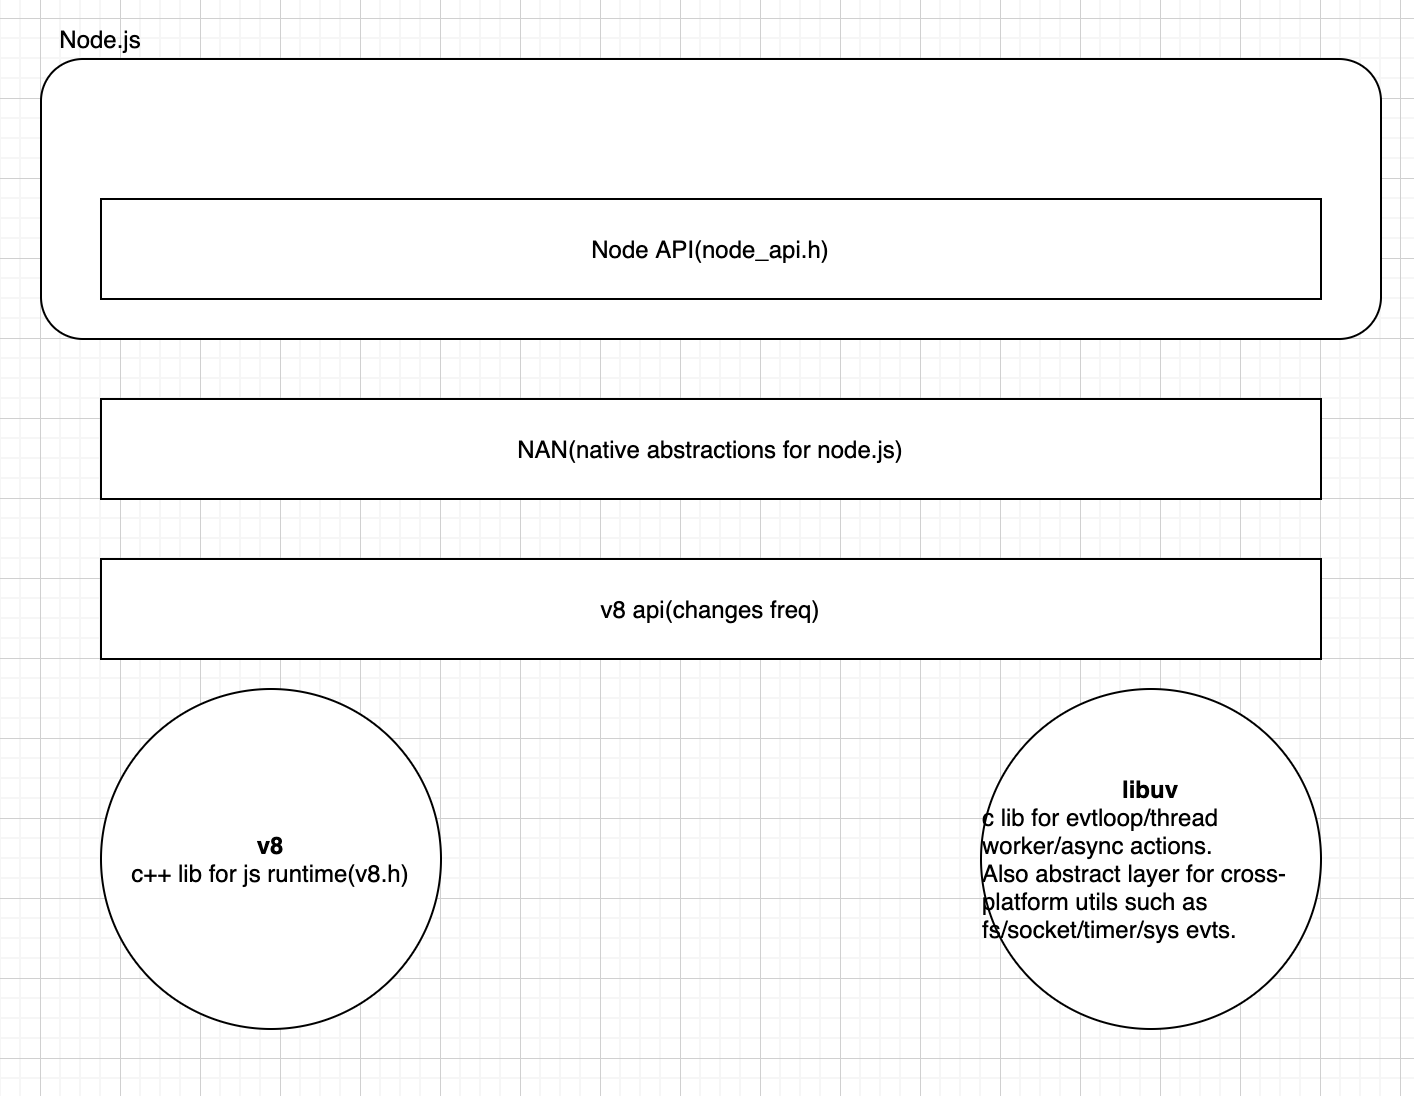 Node.js
Node API(node_api.h)
NAN(native abstractions for node.js)
v8 api(changes freq)
v8
c++ lib for js runtime(v8.h)
libuv
c lib for evtloop/thread
worker/async actions.
Also abstract layer for cross-
platform utils such as
fs/socket/timer/sys evts.